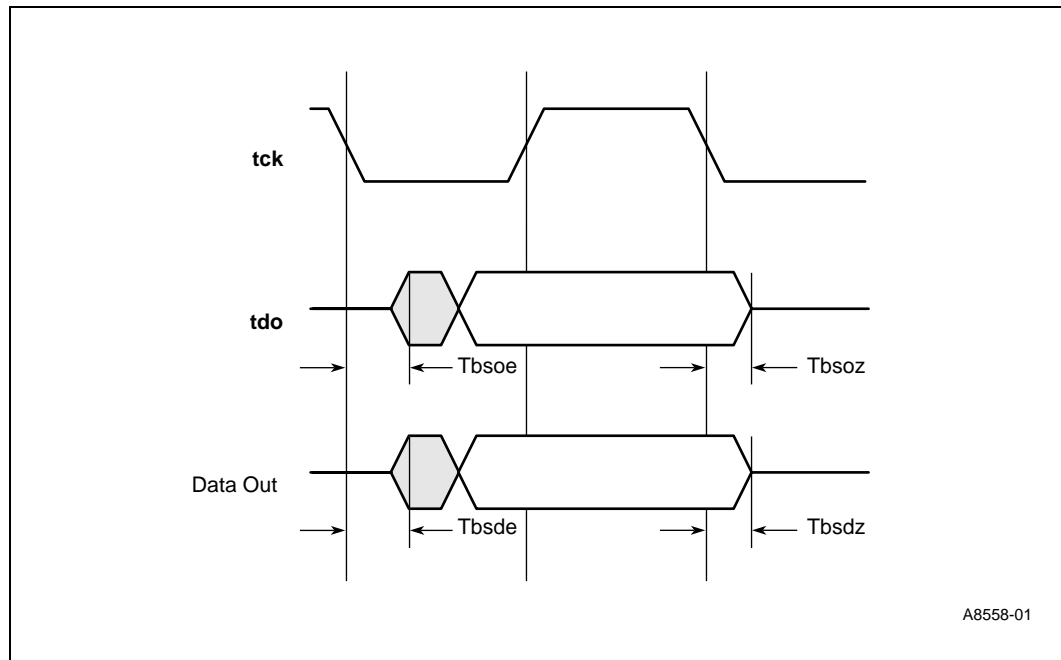 tck
tdo
Tbsoe
Tbsoz
Data Out
Tbsde
Tbsdz
A8558-01